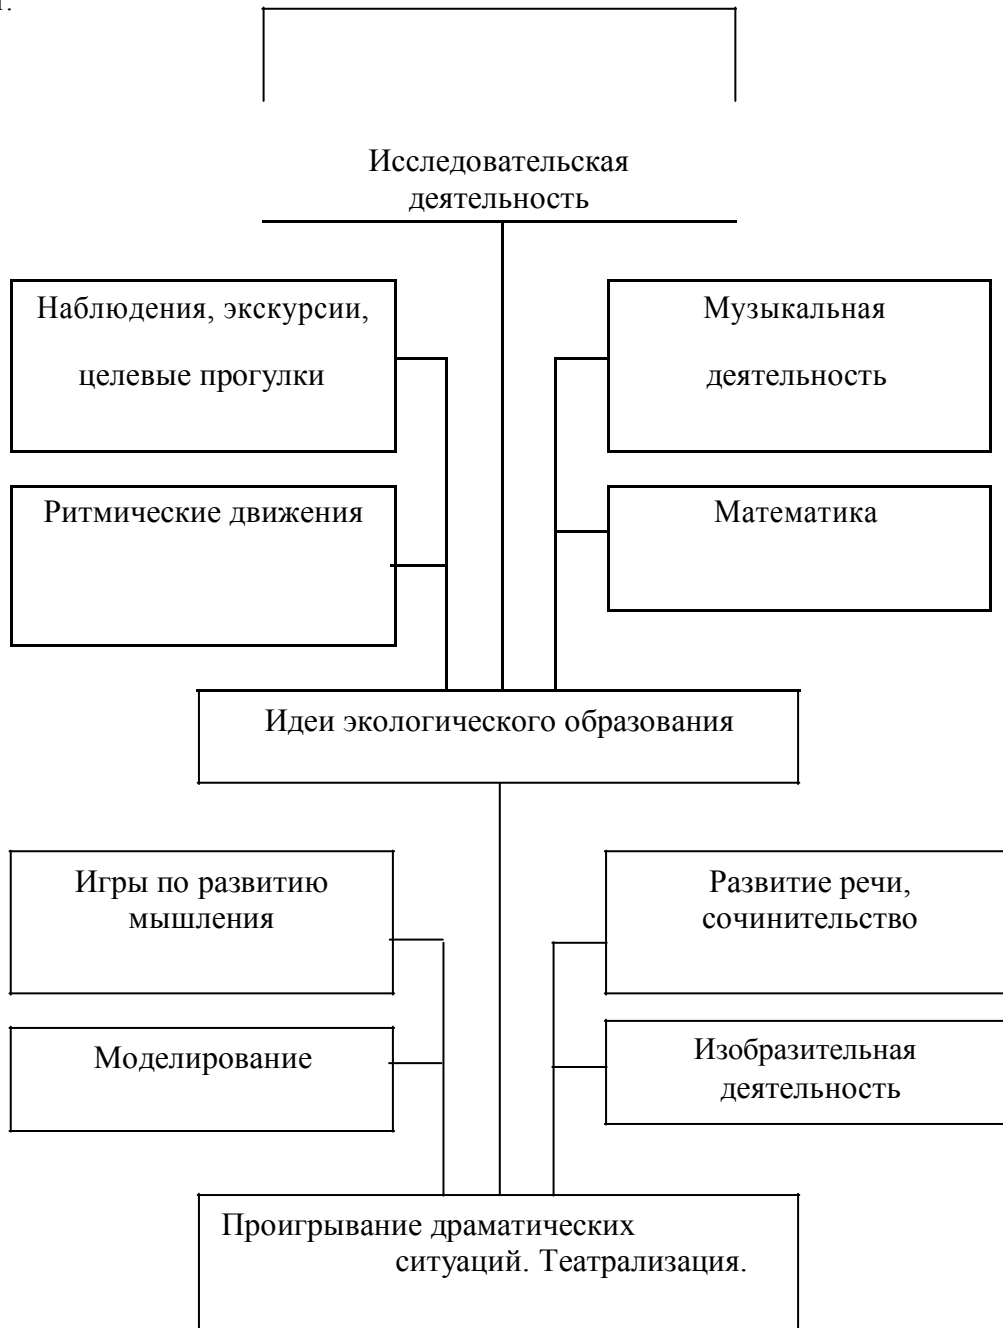 Исследовательская
деятельность
Наблюдения, экскурсии,
целевые прогулки
Музыкальная
деятельность
Ритмические движения
Математика
Идеи экологического образования
Игры по развитию
мышления
Развитие речи,
сочинительство
Моделирование
Изобразительная
деятельность
Проигрывание драматических
ситуаций. Театрализация.